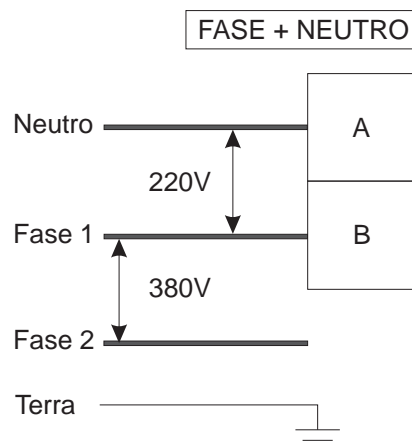 FASE + NEUTRO
Neutro
A
220V
Fase 1
B
380V
Fase 2
Terra